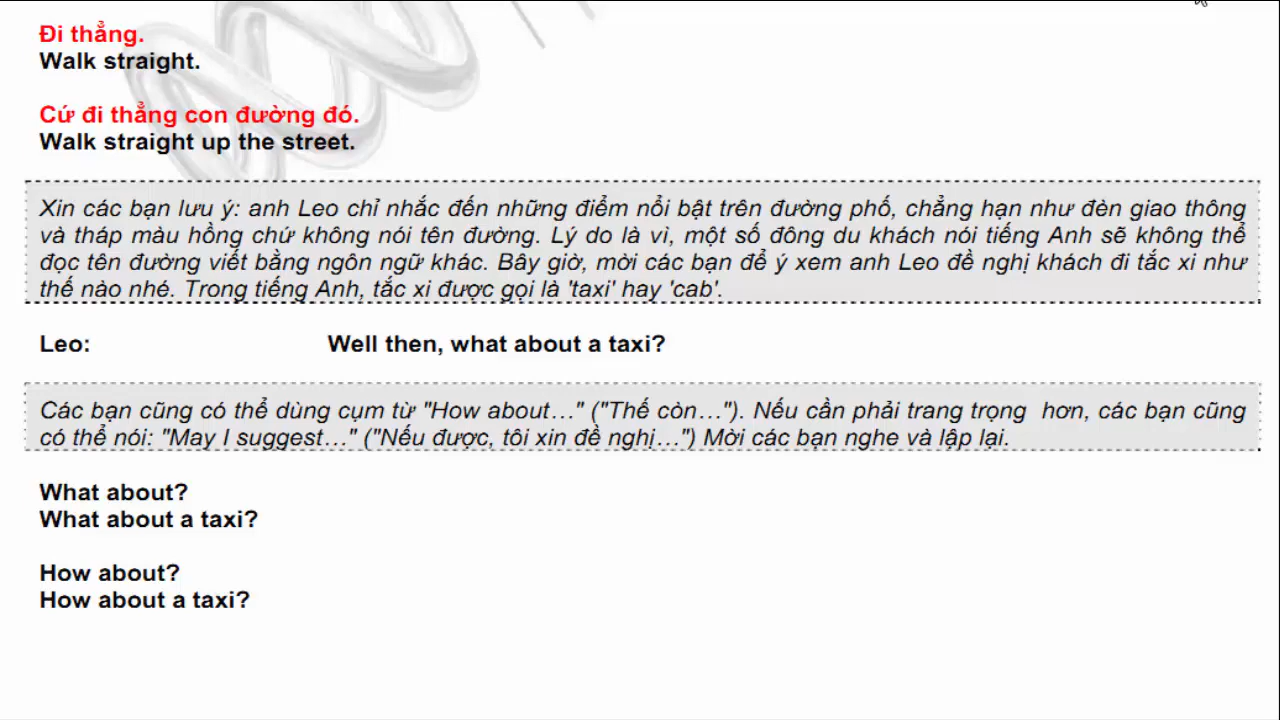 Đi thẳng.
Walk straight.
Cứ đi thẳng con đường đó.
Walk straight up the street.
Xin các bạn lưu ý: anh Leo chỉ nhắc đến những điểm nổi bật trên đường phố, chẳng hạn như đèn giao thông
và tháp màu hồng chứ không nói tên đường. Lý do là vì, một số đông du khách nói tiếng Anh sẽ không thể
đọc tên đường viết bằng ngôn ngữ khác. Bây giờ, mời các bạn để ý xem anh Leo đề nghị khách đi tắc xi như
thế nào nhé. Trong tiếng Anh, tắc xi được gọi là 'taxi' hay 'cab'.
Leo: Well then, what about a taxi?
Các bạn cũng có thể dùng cụm từ "How about…" ("Thế còn…"). Nếu cần phải trang trọng hơn, các bạn cũng
có thể nói: "May I suggest…" ("Nếu được, tôi xin đề nghị…") Mời các bạn nghe và lập lại.
What about?
What about a taxi?
How about?
How about a taxi?